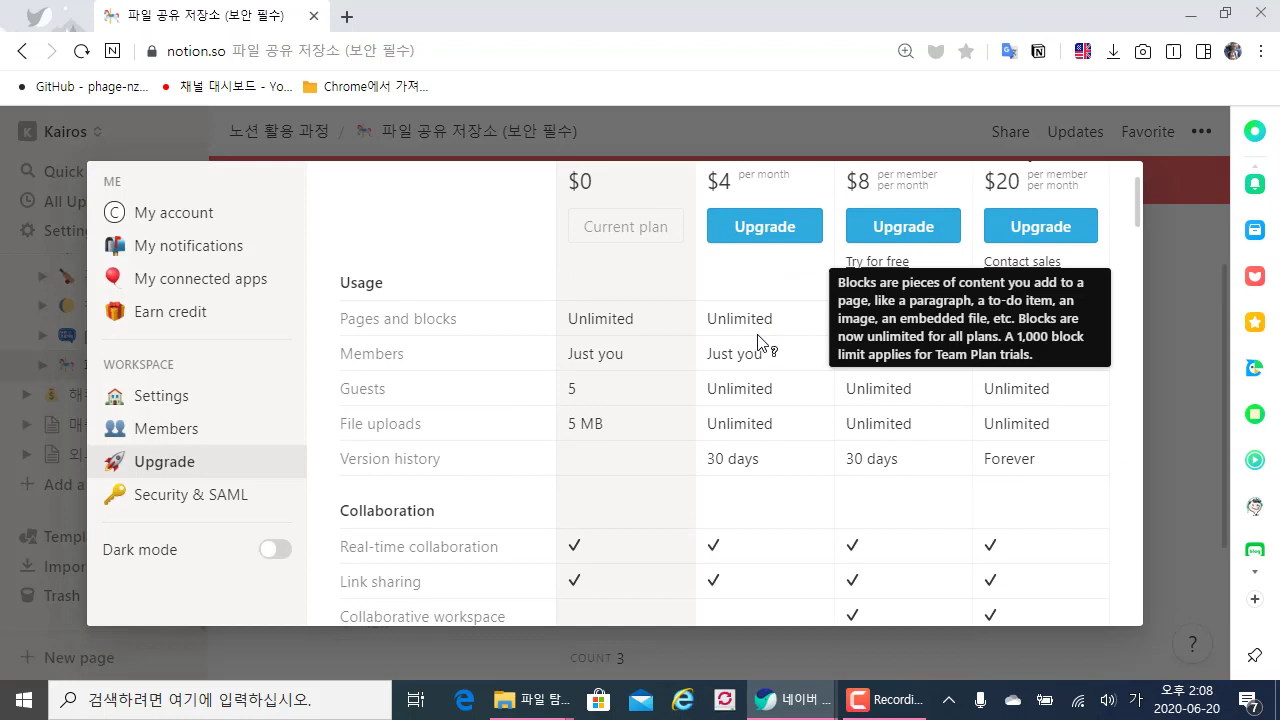 파일 공유 저장소 (보안 필수)
notion.so 파일 공유 저장소 (보안 필수)
GitHub - phage-nz...
채널 대시보드 - Yo...
Chrome에서 가져...
K Kairos
노션 활용 과정 / 파일 공유 저장소 (보안 필수)
Share Updates Favorite
Quick
All Up
Settin
Add a
Templ
Impor
Trash
New page
ME
C My account
My notifications
My connected apps
Earn credit
WORKSPACE
Settings
Members
Upgrade
Security & SAML
Dark mode
$0
$4 per month
$8 per member per month
$20 per member per month
Current plan Upgrade Upgrade Upgrade
Try for free Contact sales
Usage
Pages and blocks Unlimited Unlimited
Members Just you Just you
Guests 5 Unlimited Unlimited Unlimited
File uploads 5 MB Unlimited Unlimited Unlimited
Version history 30 days 30 days Forever
Blocks are pieces of content you add to a
page, like a paragraph, a to-do item, an
image, an embedded file, etc. Blocks are
now unlimited for all plans. A 1,000 block
limit applies for Team Plan trials.
Collaboration
Real-time collaboration ✓ ✓ ✓ ✓
Link sharing ✓ ✓ ✓ ✓
Collaborative workspace ✓ ✓
COUNT 3
?
검색하려면 여기에 입력하십시오.
파일 탐...
네이버 ...
Recordi...
가
오후 2:08
2020-06-20
7